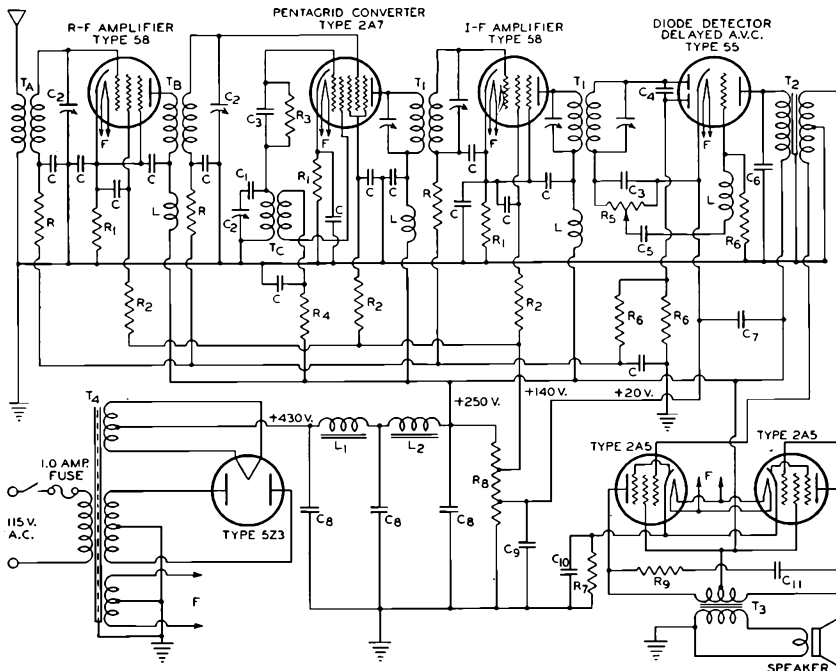 R-F AMPLIFIER
TYPE 58
PENTAGRID CONVERTER
TYPE 2A7
I-F AMPLIFIER
TYPE 58
DIODE DETECTOR
DELAYED A.V.C.
TYPE 55
TA
C2
F
TB
C2
C3
R3
F
T1
F
T1
C4
F
T2
C
C
C
C
R
R1
C
L
R
C1
C2
TC
R1
C
C
C
L
R
C
C
C
C
R1
L
C3
R5
C5
L
R6
C6
R2
C
R4
R2
R2
R6
R6
C
C7
T4
+430 V.
+250 V.
+140 V.
+20 V.
L1
L2
1.0 AMP.
FUSE
115 V.
A.C.
TYPE 5Z3
F
C8
C8
C8
R8
C9
C10
R7
TYPE 2A5
TYPE 2A5
F
R9
C11
T3
SPEAKER